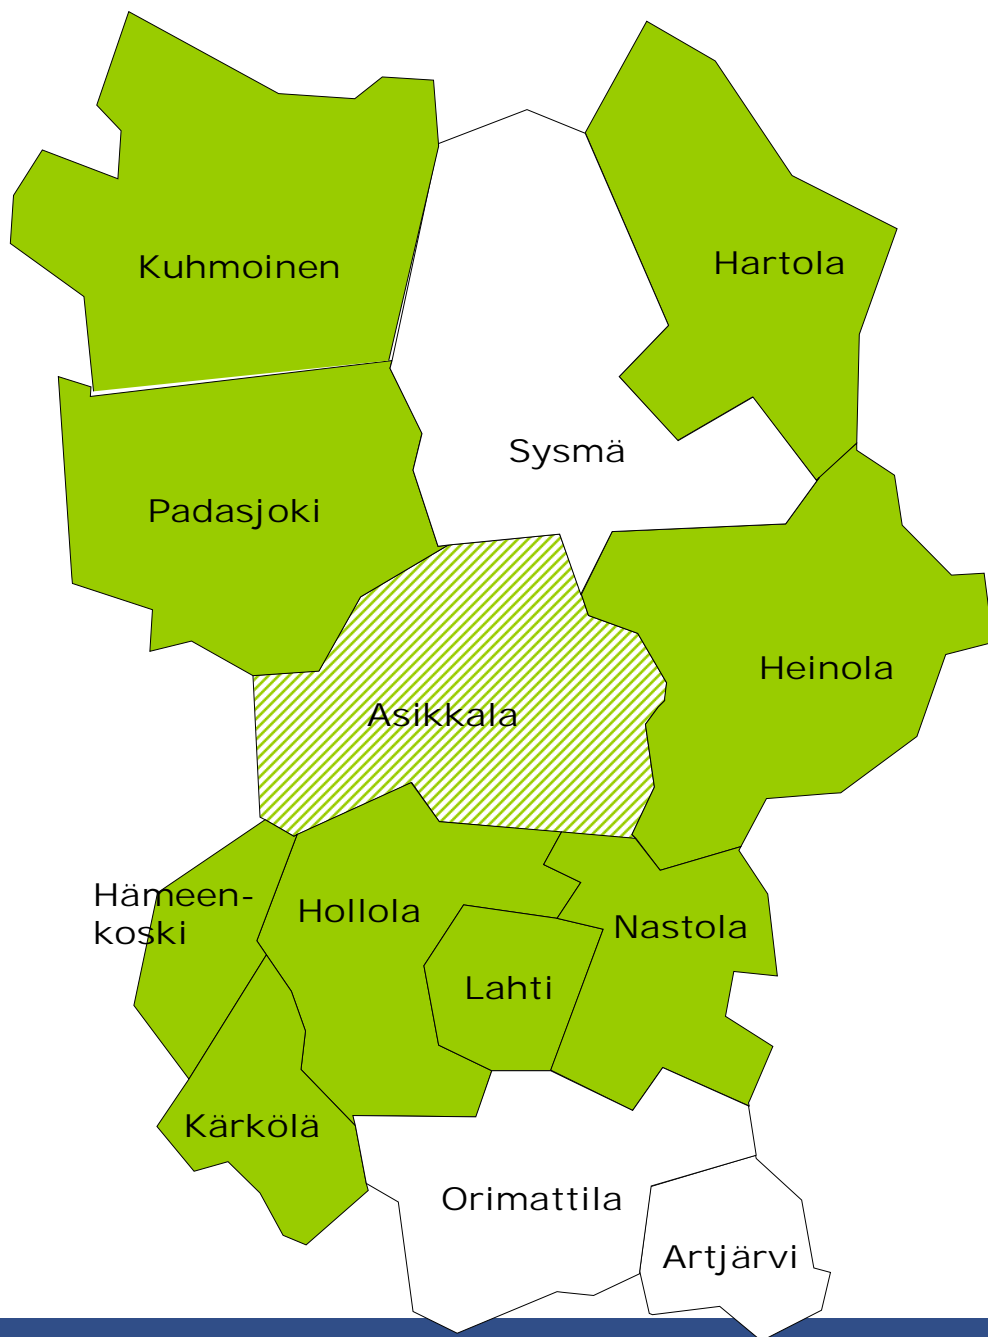 Kuhmoinen
Hartola
Sysmä
Padasjoki
Heinola
Asikkala
Hämeen-
koski
Hollola
Nastola
Lahti
Kärkölä
Orimattila
Artjärvi